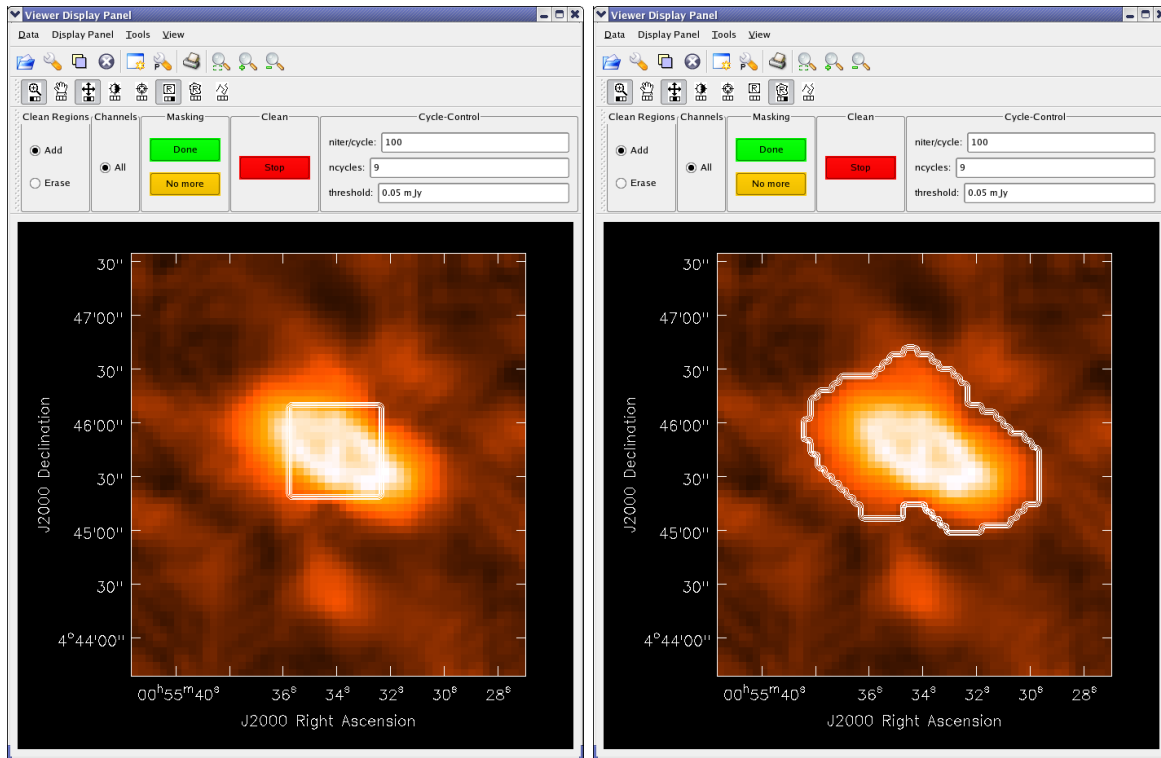 Viewer Display Panel
Data Display Panel Tools View
Clean Regions Channels Masking Clean Cycle-Control
Add All Done Stop niter/cycle: 100
Erase No more ncycles: 9
threshold: 0.05 mJy
30''
47'00''
30''
46'00''
30''
45'00''
30''
4°44'00''
J2000 Declination
00ʰ55ᵐ40ˢ 36ˢ 34ˢ 32ˢ 30ˢ 28ˢ
J2000 Right Ascension
Viewer Display Panel
Data Display Panel Tools View
Clean Regions Channels Masking Clean Cycle-Control
Add All Done Stop niter/cycle: 100
Erase No more ncycles: 9
threshold: 0.05 mJy
30''
47'00''
30''
46'00''
30''
45'00''
30''
4°44'00''
J2000 Declination
00ʰ55ᵐ40ˢ 36ˢ 34ˢ 32ˢ 30ˢ 28ˢ
J2000 Right Ascension